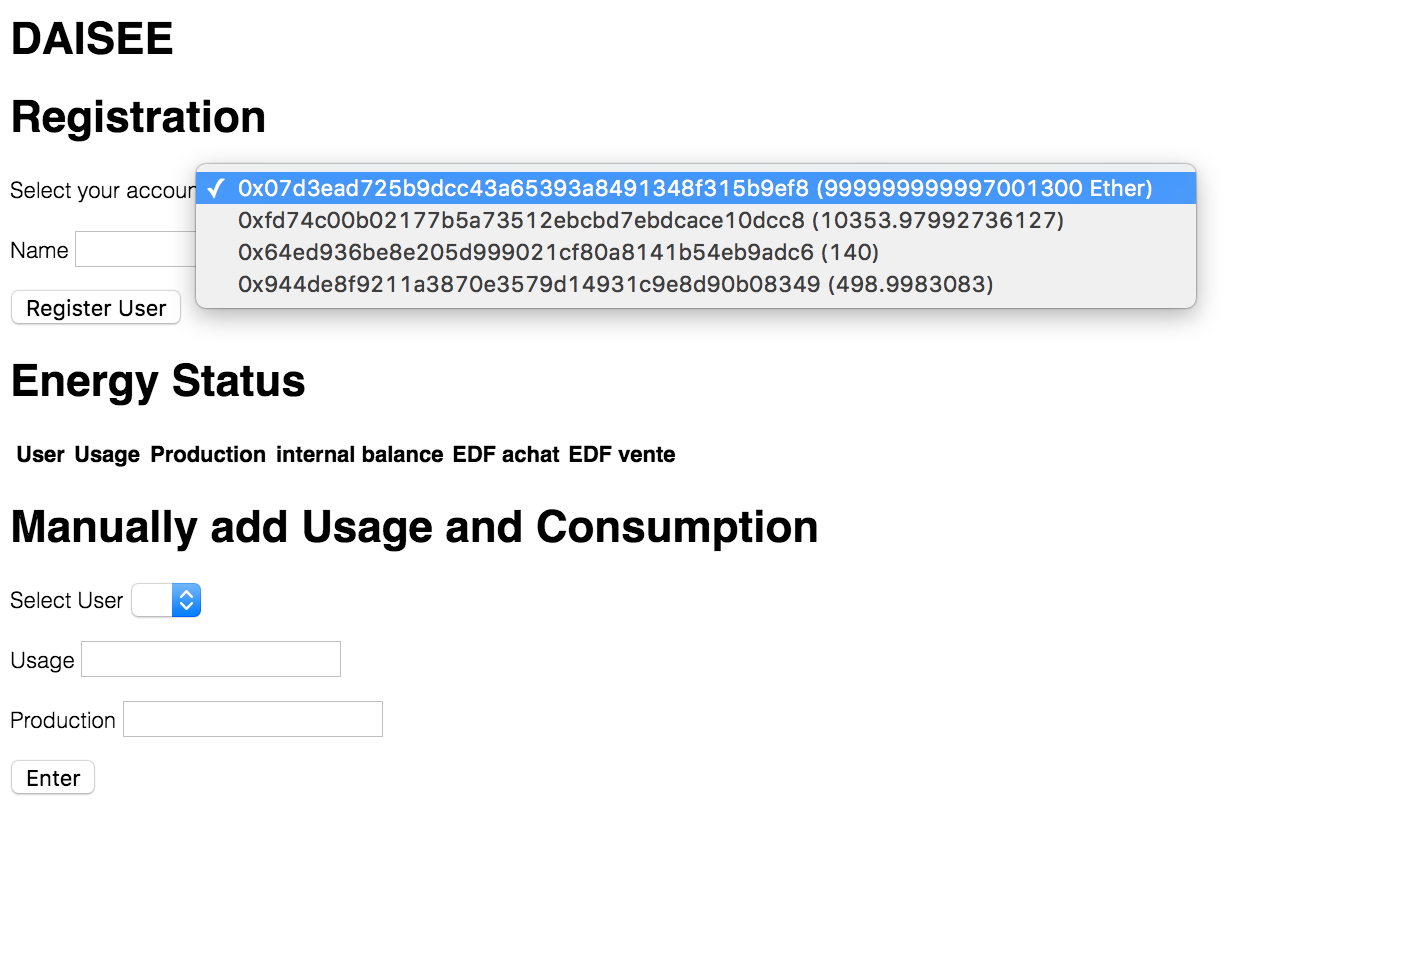 DAISEE
Registration
Select your accoun
✓ 0x07d3ead725b9dcc43a65393a8491348f315b9ef8 (999999999997001300 Ether)
0xfd74c00b02177b5a73512ebcbd7ebdcace10dcc8 (10353.97992736127)
0x64ed936be8e205d999021cf80a8141b54eb9adc6 (140)
0x944de8f9211a3870e3579d14931c9e8d90b08349 (498.9983083)
Name
Register User
Energy Status
User Usage Production internal balance EDF achat EDF vente
Manually add Usage and Consumption
Select User
Usage
Production
Enter